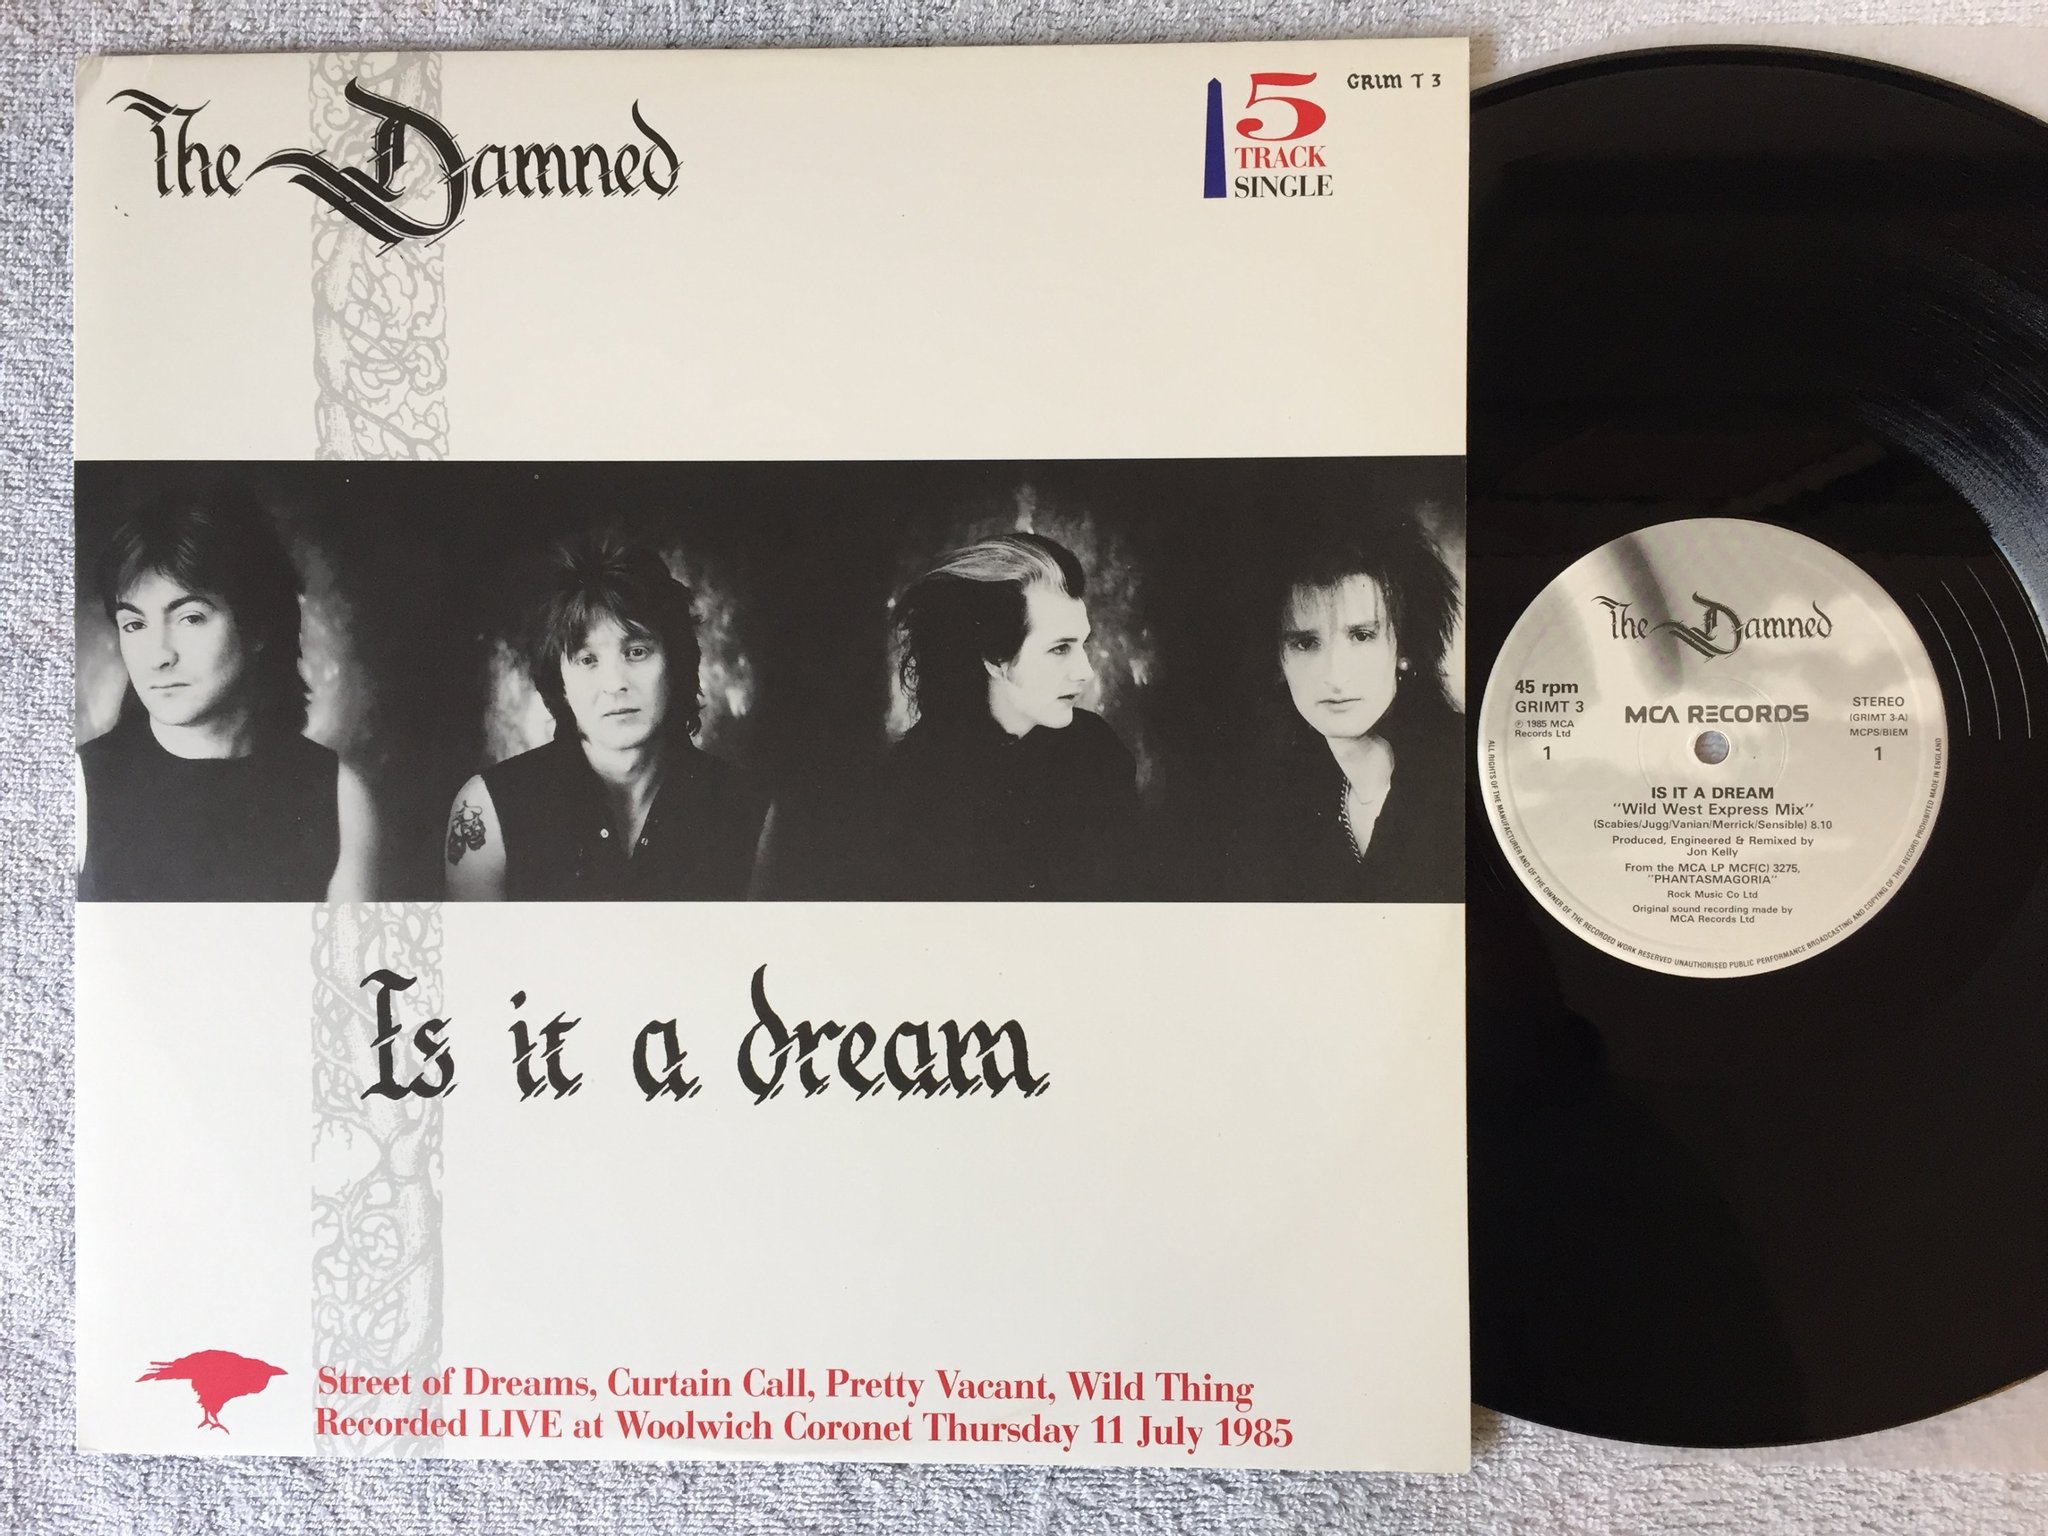 The Damned
5
TRACK
SINGLE
GRIM T 3
Is it a dream
Street of Dreams, Curtain Call, Pretty Vacant, Wild Thing
Recorded LIVE at Woolwich Coronet Thursday 11 July 1985
The Damned
45 rpm
GRIMT 3
℗ 1985 MCA
Records Ltd
1
MCA RECORDS
STEREO
(GRIMT 3-A)
MCPS/BIEM
1
IS IT A DREAM
"Wild West Express Mix"
(Scabies/Jugg/Vanian/Merrick/Sensible) 8.10
Produced, Engineered & Remixed by
Jon Kelly
From the MCA LP MCF(C) 3275,
"PHANTASMAGORIA"
Rock Music Co Ltd
Original sound recording made by
MCA Records Ltd
ALL RIGHTS OF THE MANUFACTURER AND OF THE OWNER OF THE RECORDED WORK RESERVED UNAUTHORISED PUBLIC PERFORMANCE BROADCASTING AND COPYING OF THIS RECORD PROHIBITED MADE IN ENGLAND